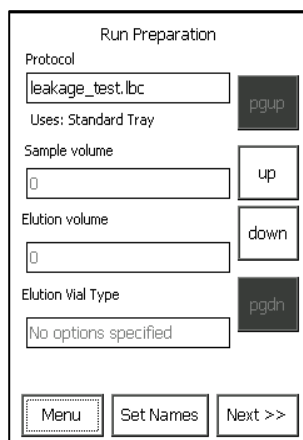 Run Preparation
Protocol
leakage_test.lbc
pgup
Uses: Standard Tray
Sample volume
0
up
Elution volume
down
0
Elution Vial Type
pgdn
No options specified
Menu
Set Names
Next >>